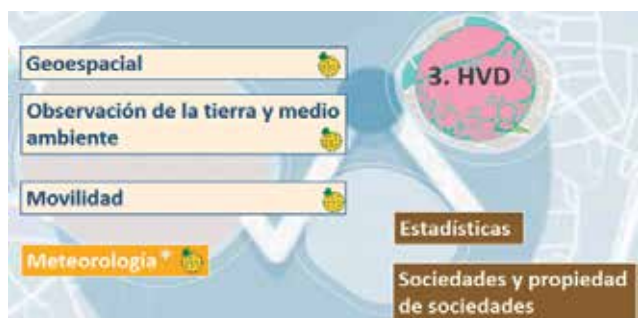 Geoespacial
3. HVD
Observación de la tierra y medio
ambiente
Movilidad
Meteorología *
Estadísticas
Sociedades y propiedad
de sociedades